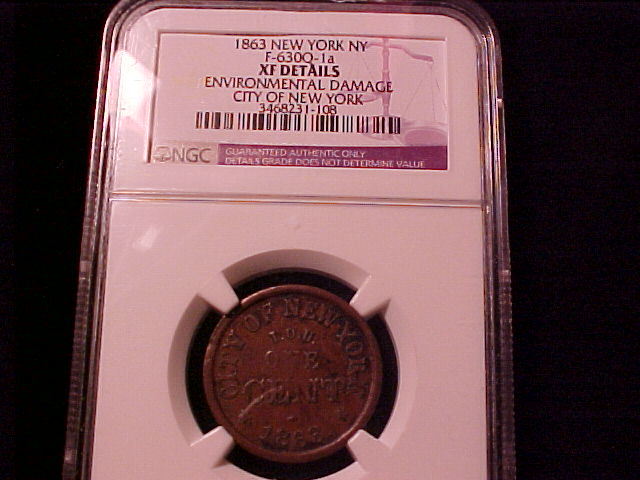 1863 NEW YORK NY
F-630Q-1a
XF DETAILS
ENVIRONMENTAL DAMAGE
CITY OF NEW YORK
3468231-108
NGC
GUARANTEED AUTHENTIC ONLY
DETAILS GRADE DOES NOT DETERMINE VALUE
CITY OF NEW YORK
I.O.U.
ONE
CENT
1863